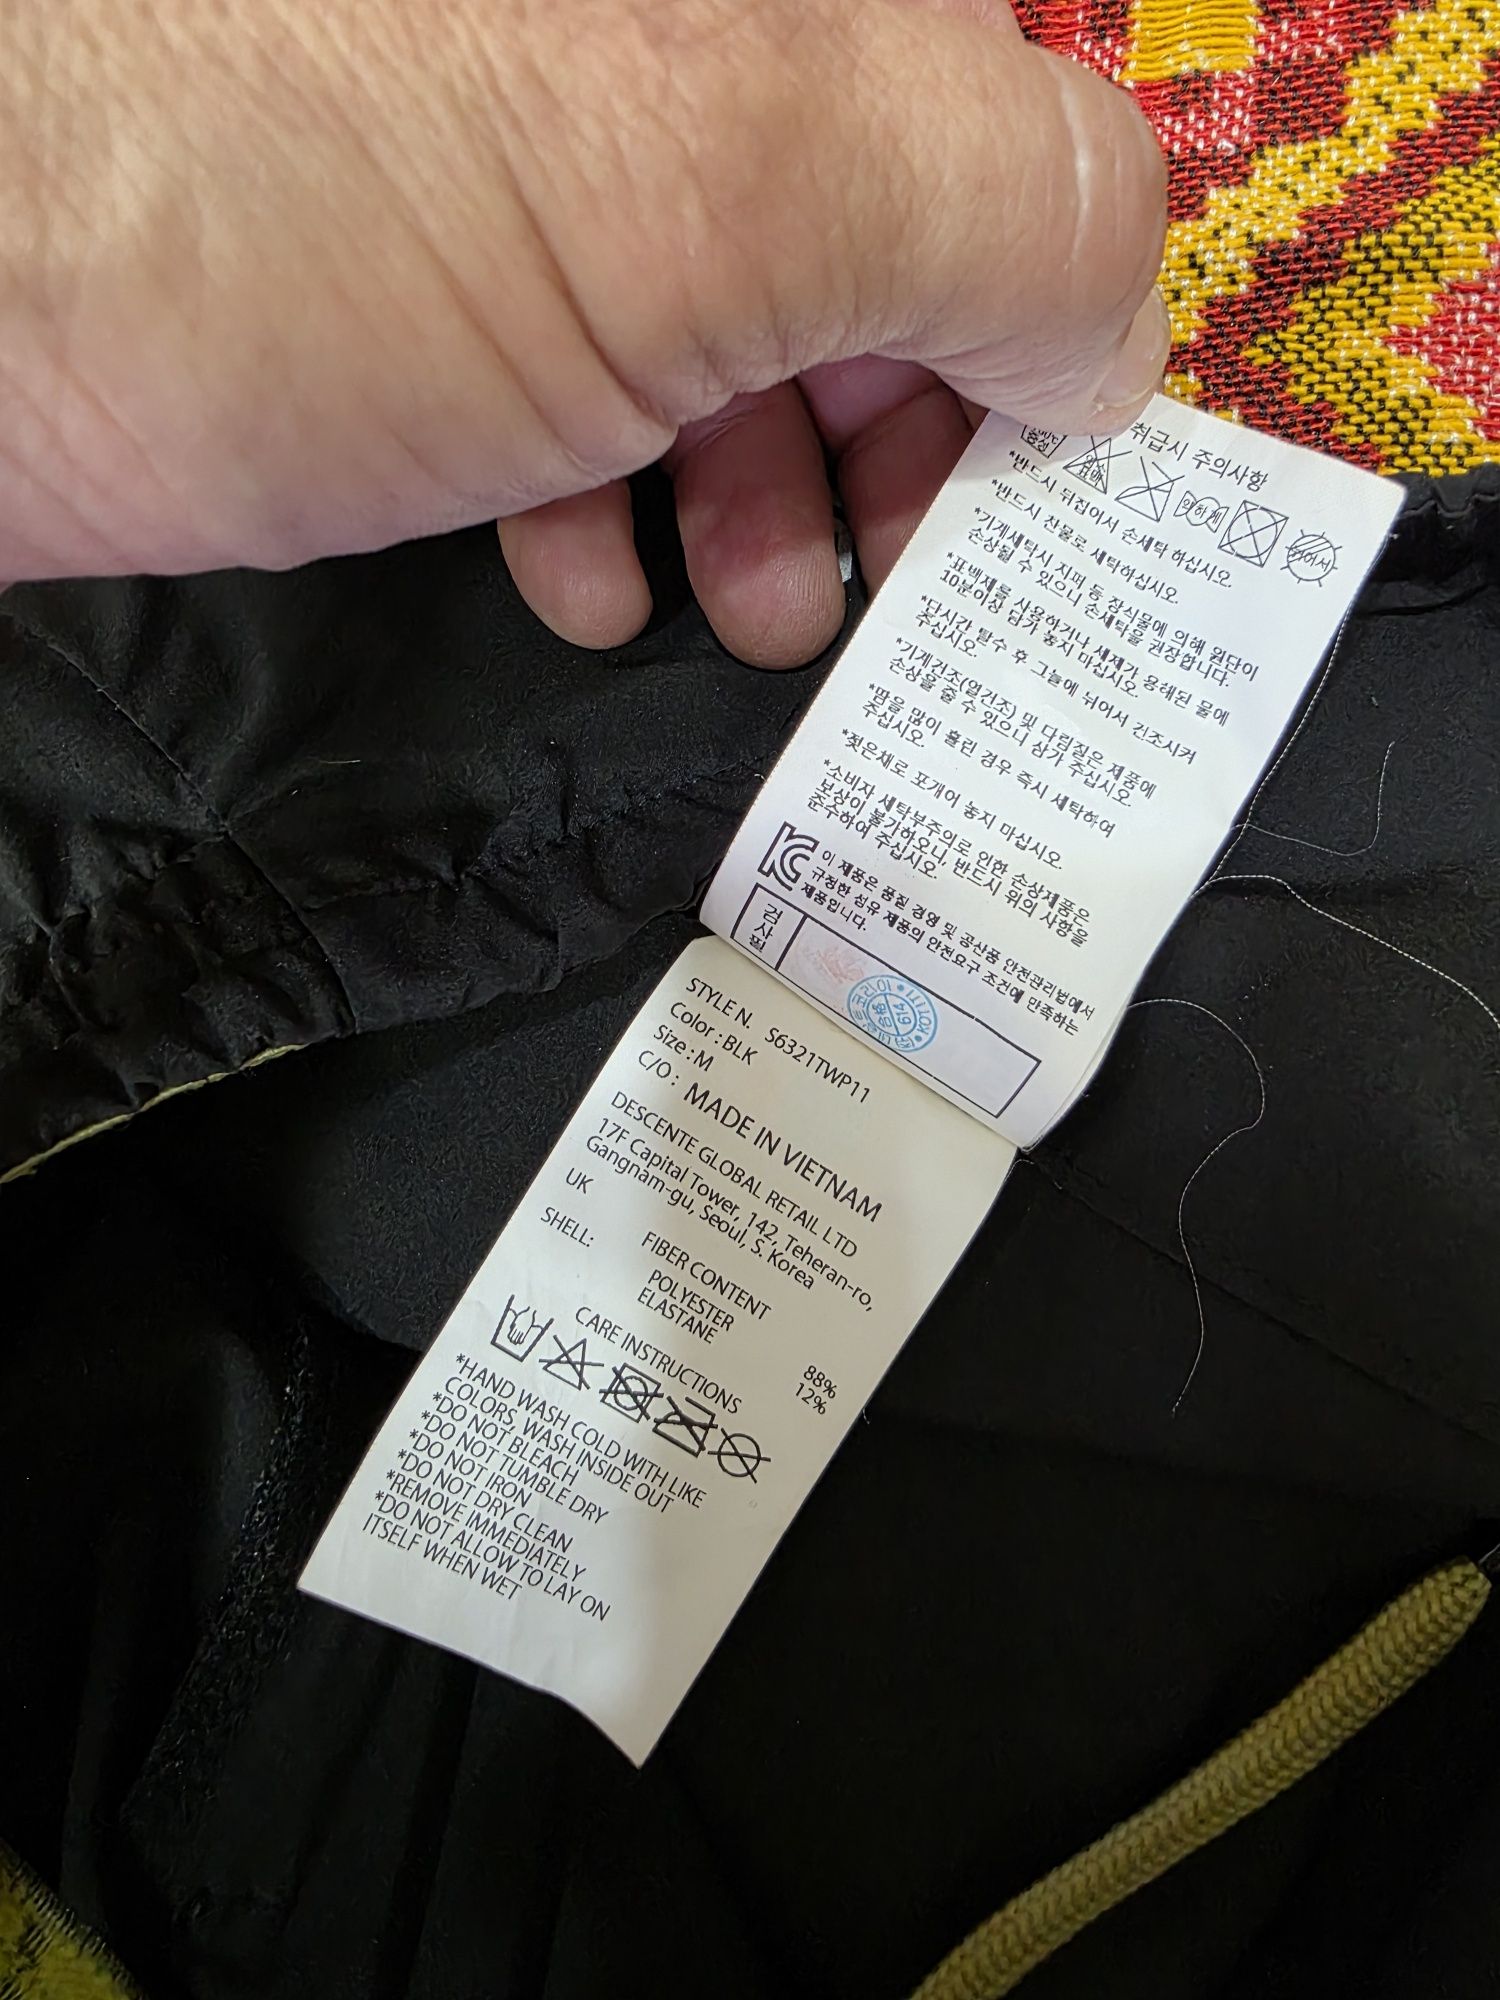 취급시 주의사항
중성
염소
표백
약하게
뉘어서
*반드시 뒤집어서 손세탁 하십시오.
*반드시 찬물로 세탁하십시오.
*기계세탁시 지퍼 등 장식물에 의해 원단이
손상될 수 있으니 손세탁을 권장합니다.
*표백제를 사용하거나 세제가 용해된 물에
10분이상 담가 놓지 마십시오.
*단시간 탈수 후 그늘에 뉘어서 건조시켜
주십시오.
*기계건조(열건조) 및 다림질은 제품에
손상을 줄 수 있으니 삼가 주십시오.
*땀을 많이 흘린 경우 즉시 세탁하여
주십시오.
*젖은채로 포개어 놓지 마십시오.
*소비자 세탁부주의로 인한 손상제품은
보상이 불가하오니, 반드시 위의 사항을
준수하여 주십시오.
이 제품은 품질 경영 및 공산품 안전관리법에서
규정한 섬유 제품의 안전요구 조건에 만족하는
제품입니다.
검사필
614
STYLE N. S6321TWP11
Color : BLK
Size : M
C/O : MADE IN VIETNAM
DESCENTE GLOBAL RETAIL LTD
17F Capital Tower, 142, Teheran-ro,
Gangnam-gu, Seoul, S. Korea
UK
FIBER CONTENT
SHELL: POLYESTER 88%
ELASTANE 12%
CARE INSTRUCTIONS
*HAND WASH COLD WITH LIKE
COLORS, WASH INSIDE OUT
*DO NOT BLEACH
*DO NOT TUMBLE DRY
*DO NOT IRON
*DO NOT DRY CLEAN
*REMOVE IMMEDIATELY
*DO NOT ALLOW TO LAY ON
ITSELF WHEN WET